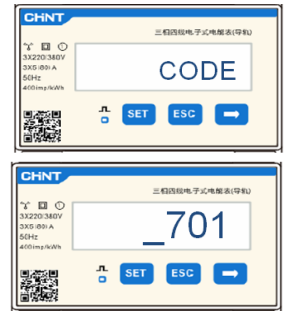 CHNT
三相四线电子式电能表(导轨)
3X220/380V
3X5(80)A
50Hz
400imp/kWh
CODE
SET
ESC
CHNT
三相四线电子式电能表(导轨)
3X220/380V
3X5(80)A
50Hz
400imp/kWh
_701
SET
ESC